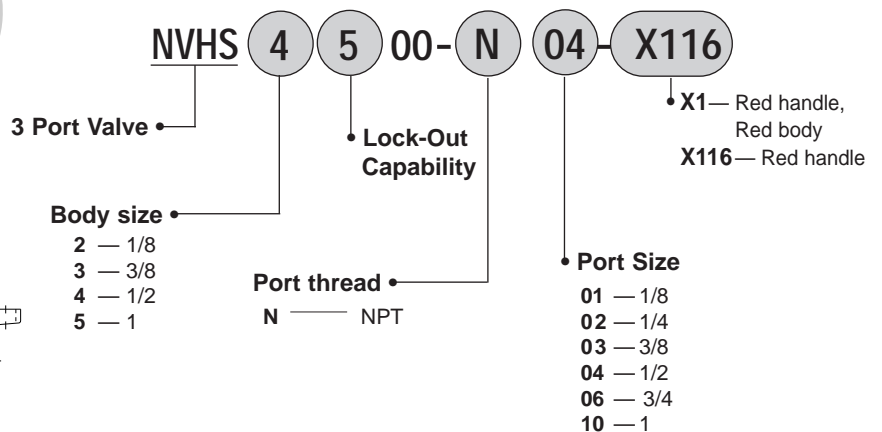 NVHS 4 5 00 - N 04 - X116
3 Port Valve
Lock-Out
Capability
X1 — Red handle,
Red body
X116 — Red handle
Body size
2 — 1/8
3 — 3/8
4 — 1/2
5 — 1
Port thread
N — NPT
Port Size
01 — 1/8
02 — 1/4
03 — 3/8
04 — 1/2
06 — 3/4
10 — 1